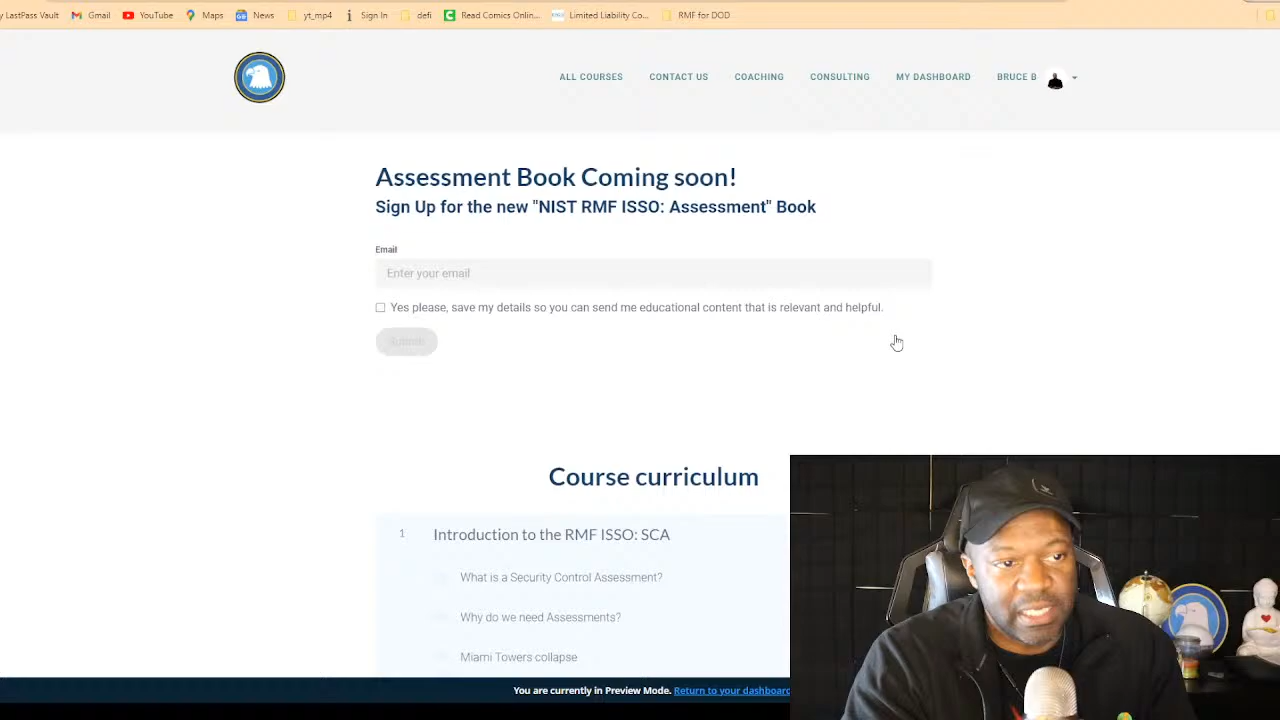 LastPass Vault Gmail YouTube Maps News yt_mp4 Sign In defi Read Comics Onlin... Limited Liability Co... RMF for DOD
ALL COURSES CONTACT US COACHING CONSULTING MY DASHBOARD BRUCE B
Assessment Book Coming soon!
Sign Up for the new "NIST RMF ISSO: Assessment" Book
Email
Enter your email
Yes please, save my details so you can send me educational content that is relevant and helpful.
Submit
Course curriculum
1 Introduction to the RMF ISSO: SCA
What is a Security Control Assessment?
Why do we need Assessments?
Miami Towers collapse
You are currently in Preview Mode. Return to your dashboard